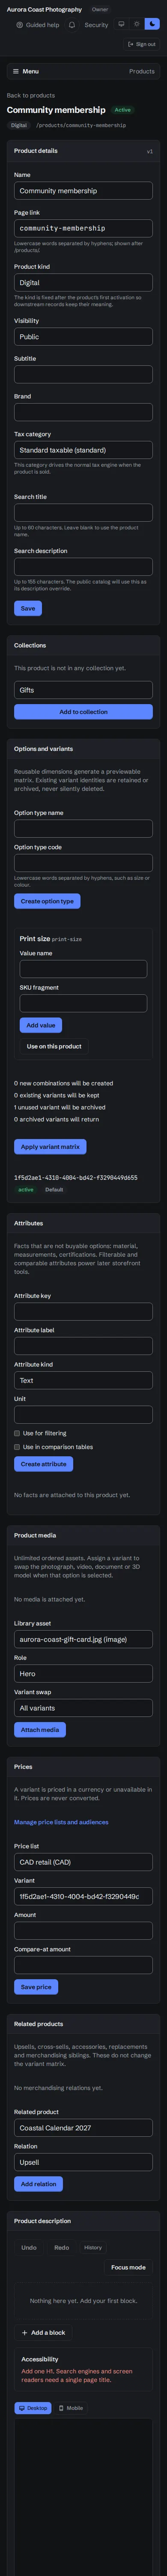 Aurora Coast Photography Owner
Guided help Security
Sign out
Menu Products
Back to products
Community membership Active
Digital /products/community-membership
Product details v1
Name
Community membership
Page link
community-membership
Lowercase words separated by hyphens; shown after /products/.
Product kind
Digital
The kind is fixed after the products first activation so downstream records keep their meaning.
Visibility
Public
Subtitle
Brand
Tax category
Standard taxable (standard)
This category drives the normal tax engine when the product is sold.
Search title
Up to 60 characters. Leave blank to use the product name.
Search description
Up to 155 characters. The public catalog will use this as its description override.
Save
Collections
This product is not in any collection yet.
Gifts
Add to collection
Options and variants
Reusable dimensions generate a previewable matrix. Existing variant identities are retained or archived, never silently deleted.
Option type name
Option type code
Lowercase words separated by hyphens, such as size or colour.
Create option type
Print size print-size
Value name
SKU fragment
Add value
Use on this product
0 new combinations will be created
0 existing variants will be kept
1 unused variant will be archived
0 archived variants will return
Apply variant matrix
1f5d2ae1-4310-4004-bd42-f3290449d655
active Default
Attributes
Facts that are not buyable options: material, measurements, certifications. Filterable and comparable attributes power later storefront tools.
Attribute key
Attribute label
Attribute kind
Text
Unit
Use for filtering
Use in comparison tables
Create attribute
No facts are attached to this product yet.
Product media
Unlimited ordered assets. Assign a variant to swap the photograph, video, document or 3D model when that option is selected.
No media is attached yet.
Library asset
aurora-coast-gift-card.jpg (image)
Role
Hero
Variant swap
All variants
Attach media
Prices
A variant is priced in a currency or unavailable in it. Prices are never converted.
Manage price lists and audiences
Price list
CAD retail (CAD)
Variant
1f5d2ae1-4310-4004-bd42-f3290449c
Amount
Compare-at amount
Save price
Related products
Upsells, cross-sells, accessories, replacements and merchandising siblings. These do not change the variant matrix.
No merchandising relations yet.
Related product
Coastal Calendar 2027
Relation
Upsell
Add relation
Product description
Undo Redo History
Focus mode
Nothing here yet. Add your first block.
Add a block
Accessibility
Add one H1. Search engines and screen readers need a single page title.
Desktop Mobile